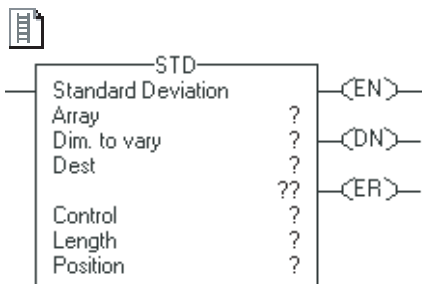 STD
Standard Deviation
(EN)
Array ?
Dim. to vary ?
(DN)
Dest ?
??
(ER)
Control ?
Length ?
Position ?